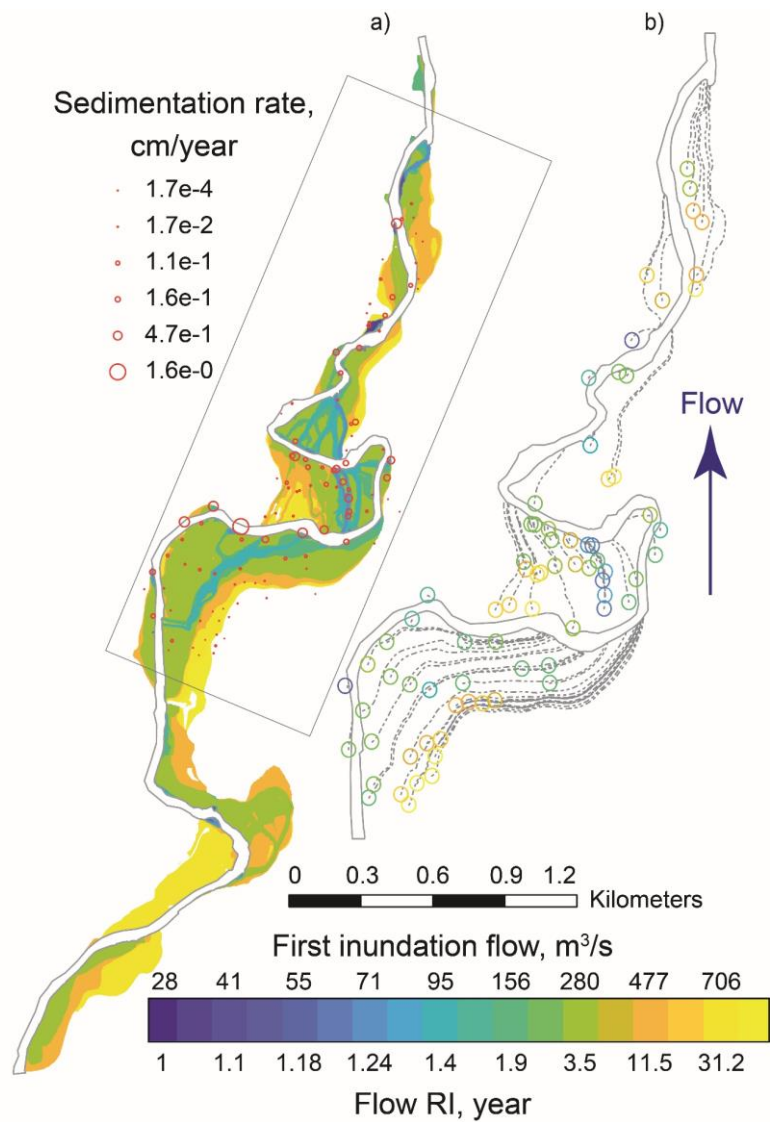 a)
b)
Sedimentation rate,
cm/year
1.7e-4
1.7e-2
1.1e-1
1.6e-1
4.7e-1
1.6e-0
Flow
0 0.3 0.6 0.9 1.2
Kilometers
First inundation flow, m³/s
28 41 55 71 95 156 280 477 706
1 1.1 1.18 1.24 1.4 1.9 3.5 11.5 31.2
Flow RI, year